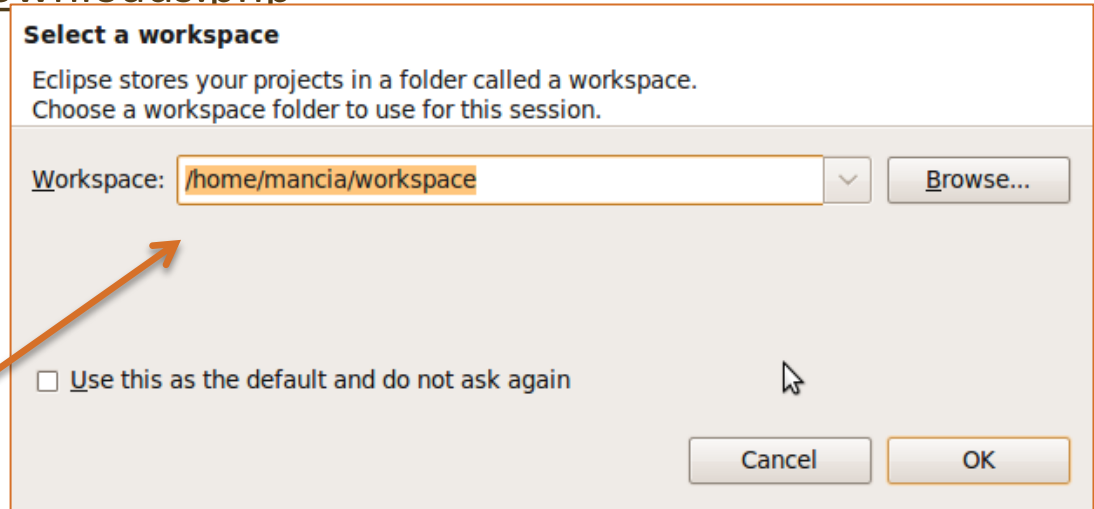 Select a workspace
Eclipse stores your projects in a folder called a workspace.
Choose a workspace folder to use for this session.
Workspace: /home/mancia/workspace Browse...
Use this as the default and do not ask again
Cancel OK